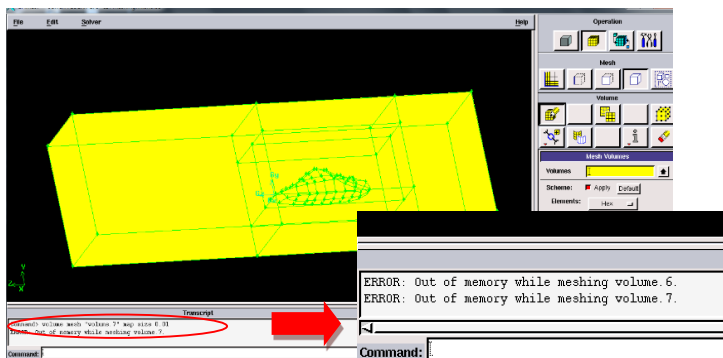 File Edit Solver Help
Operation
Mesh
Volume
Mesh Volumes
Volumes
Scheme: Apply Default
Elements: Hex
Transcript
Command> volume mesh "volume.7" map size 0.01
ERROR: Out of memory while meshing volume.7.
Command:
ERROR: Out of memory while meshing volume.6.
ERROR: Out of memory while meshing volume.7.
Command: